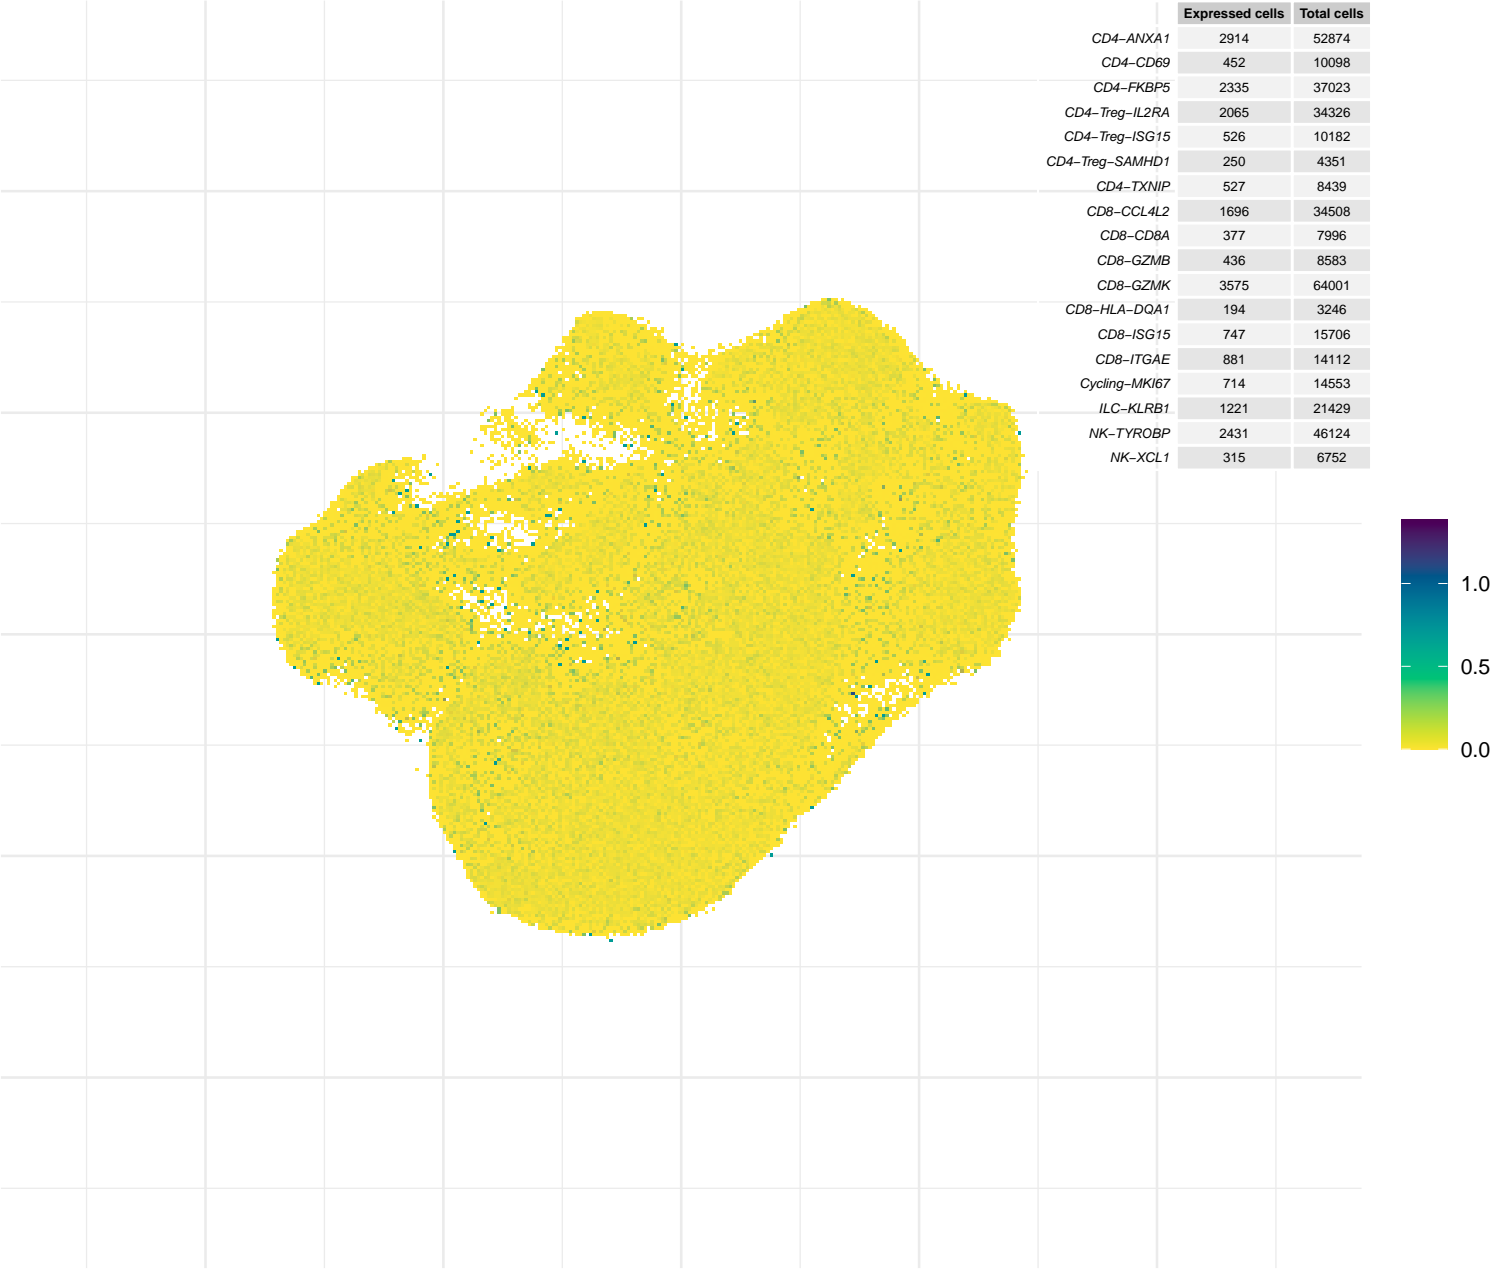 Expressed cells Total cells
CD4−ANXA1 2914 52874
CD4−CD69 452 10098
CD4−FKBP5 2335 37023
CD4−Treg−IL2RA 2065 34326
CD4−Treg−ISG15 526 10182
CD4−Treg−SAMHD1 250 4351
CD4−TXNIP 527 8439
CD8−CCL4L2 1696 34508
CD8−CD8A 377 7996
CD8−GZMB 436 8583
CD8−GZMK 3575 64001
CD8−HLA−DQA1 194 3246
CD8−ISG15 747 15706
CD8−ITGAE 881 14112
Cycling−MKI67 714 14553
ILC−KLRB1 1221 21429
NK−TYROBP 2431 46124
NK−XCL1 315 6752
1.0
0.5
0.0